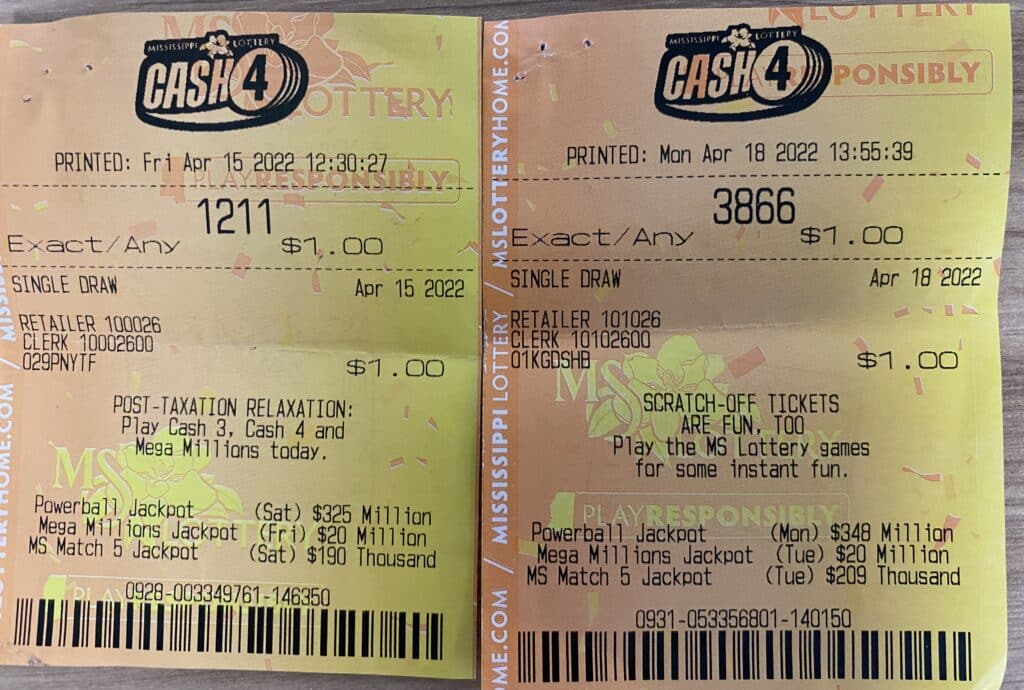 MISSISSIPPI LOTTERY
CASH 4
LOTTERY
PRINTED: Fri Apr 15 2022 12:30:27
PLAY RESPONSIBLY
1211
Exact/Any $1.00
SINGLE DRAW Apr 15 2022
RETAILER 100026
CLERK 10002600
029PNYTF $1.00
POST-TAXATION RELAXATION:
Play Cash 3, Cash 4 and
Mega Millions today.
MS
Powerball Jackpot (Sat) $325 Million
Mega Millions Jackpot (Fri) $20 Million
MS Match 5 Jackpot (Sat) $190 Thousand
0928-003349761-146350
LOTTERYHOME.COM /
MSLOTTERYHOME.COM
/ MISSISSIPPI LOTTERY /
LOTTERY
MISSISSIPPI LOTTERY
CASH 4
RESPONSIBLY
PRINTED: Mon Apr 18 2022 13:55:39
3866
Exact/Any $1.00
SINGLE DRAW Apr 18 2022
RETAILER 101026
CLERK 10102600
01KGDSHB $1.00
MS
SCRATCH-OFF TICKETS
ARE FUN, TOO
Play the MS Lottery games
for some instant fun.
PLAY RESPONSIBLY
Powerball Jackpot (Mon) $348 Million
Mega Millions Jackpot (Tue) $20 Million
MS Match 5 Jackpot (Tue) $209 Thousand
0931-053356801-140150